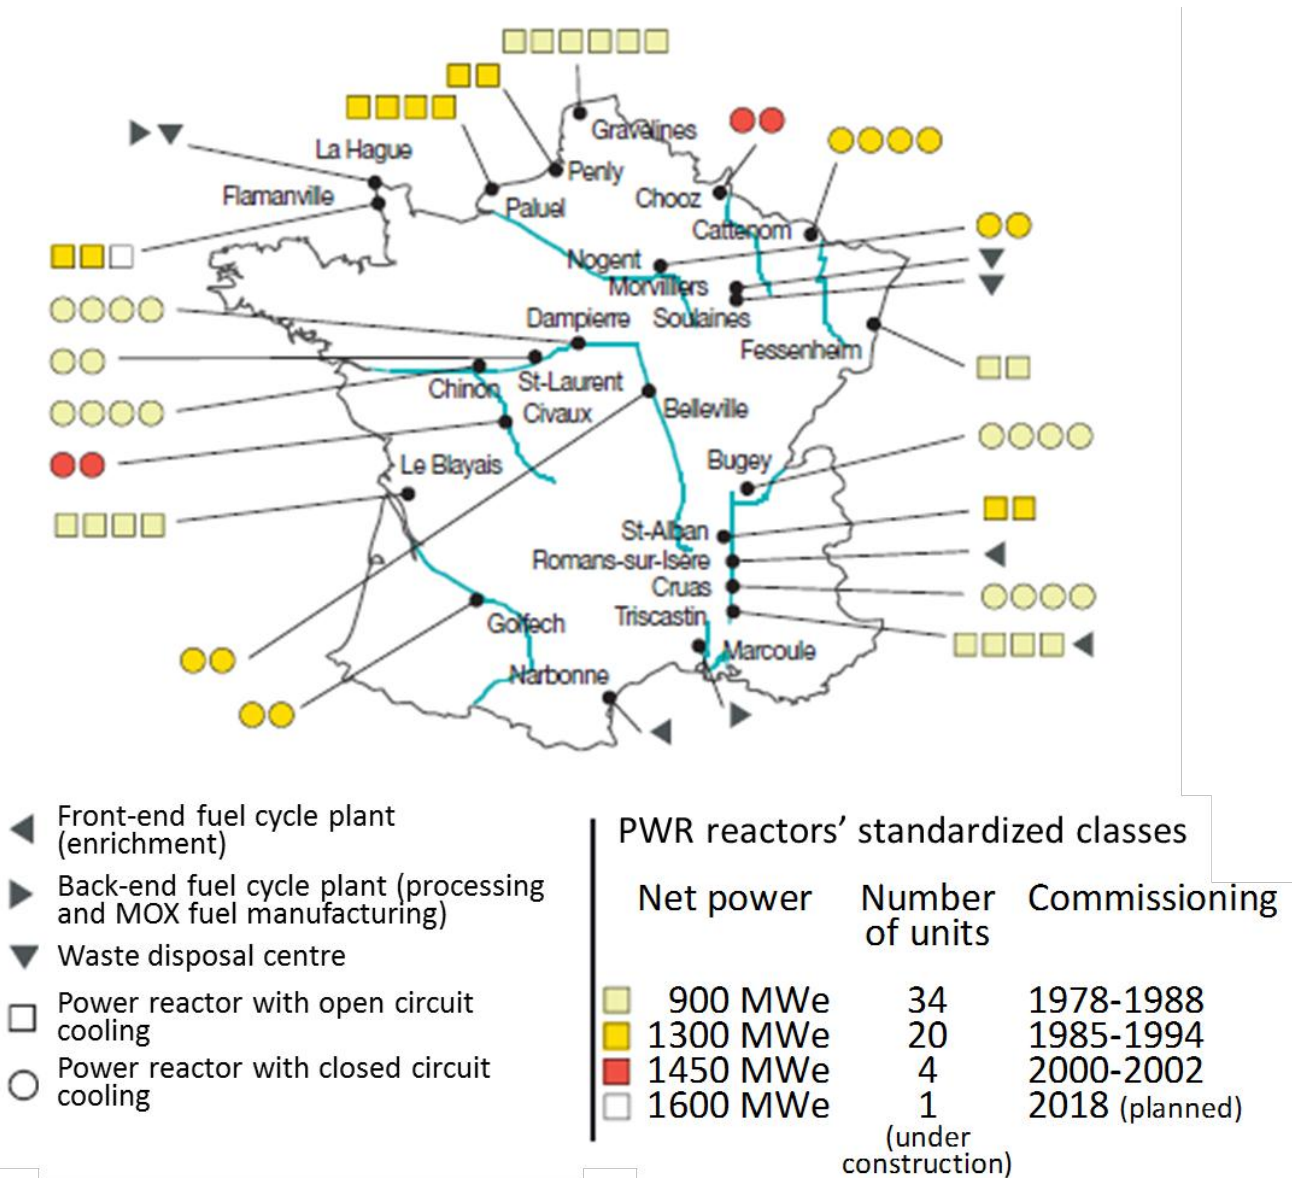 Gravelines
La Hague
Penly
Flamanville
Paluel
Chooz
Cattenom
Nogent
Morvilliers
Dampierre
Soulaines
Fessenheim
Chinon
St-Laurent
Civaux
Belleville
Le Blayais
Bugey
St-Alban
Romans-sur-Isère
Cruas
Triscastin
Golfech
Marcoule
Narbonne
Front-end fuel cycle plant
(enrichment)
Back-end fuel cycle plant (processing
and MOX fuel manufacturing)
Waste disposal centre
Power reactor with open circuit
cooling
Power reactor with closed circuit
cooling
PWR reactors’ standardized classes
Net power Number Commissioning
of units
900 MWe 34 1978-1988
1300 MWe 20 1985-1994
1450 MWe 4 2000-2002
1600 MWe 1 2018 (planned)
(under
construction)